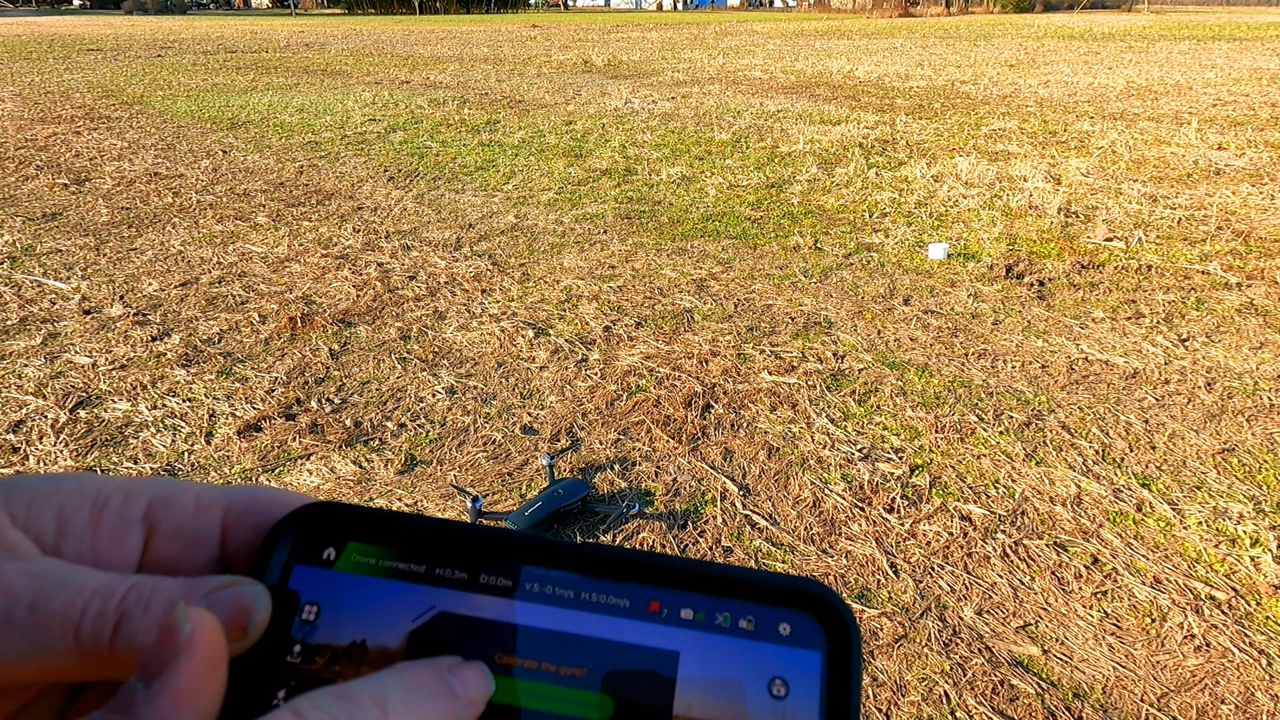 Drone connected H:0.3m D:0.0m V.S:-0.1m/s H.S:0.0m/s 7
Calibrate the gyro?